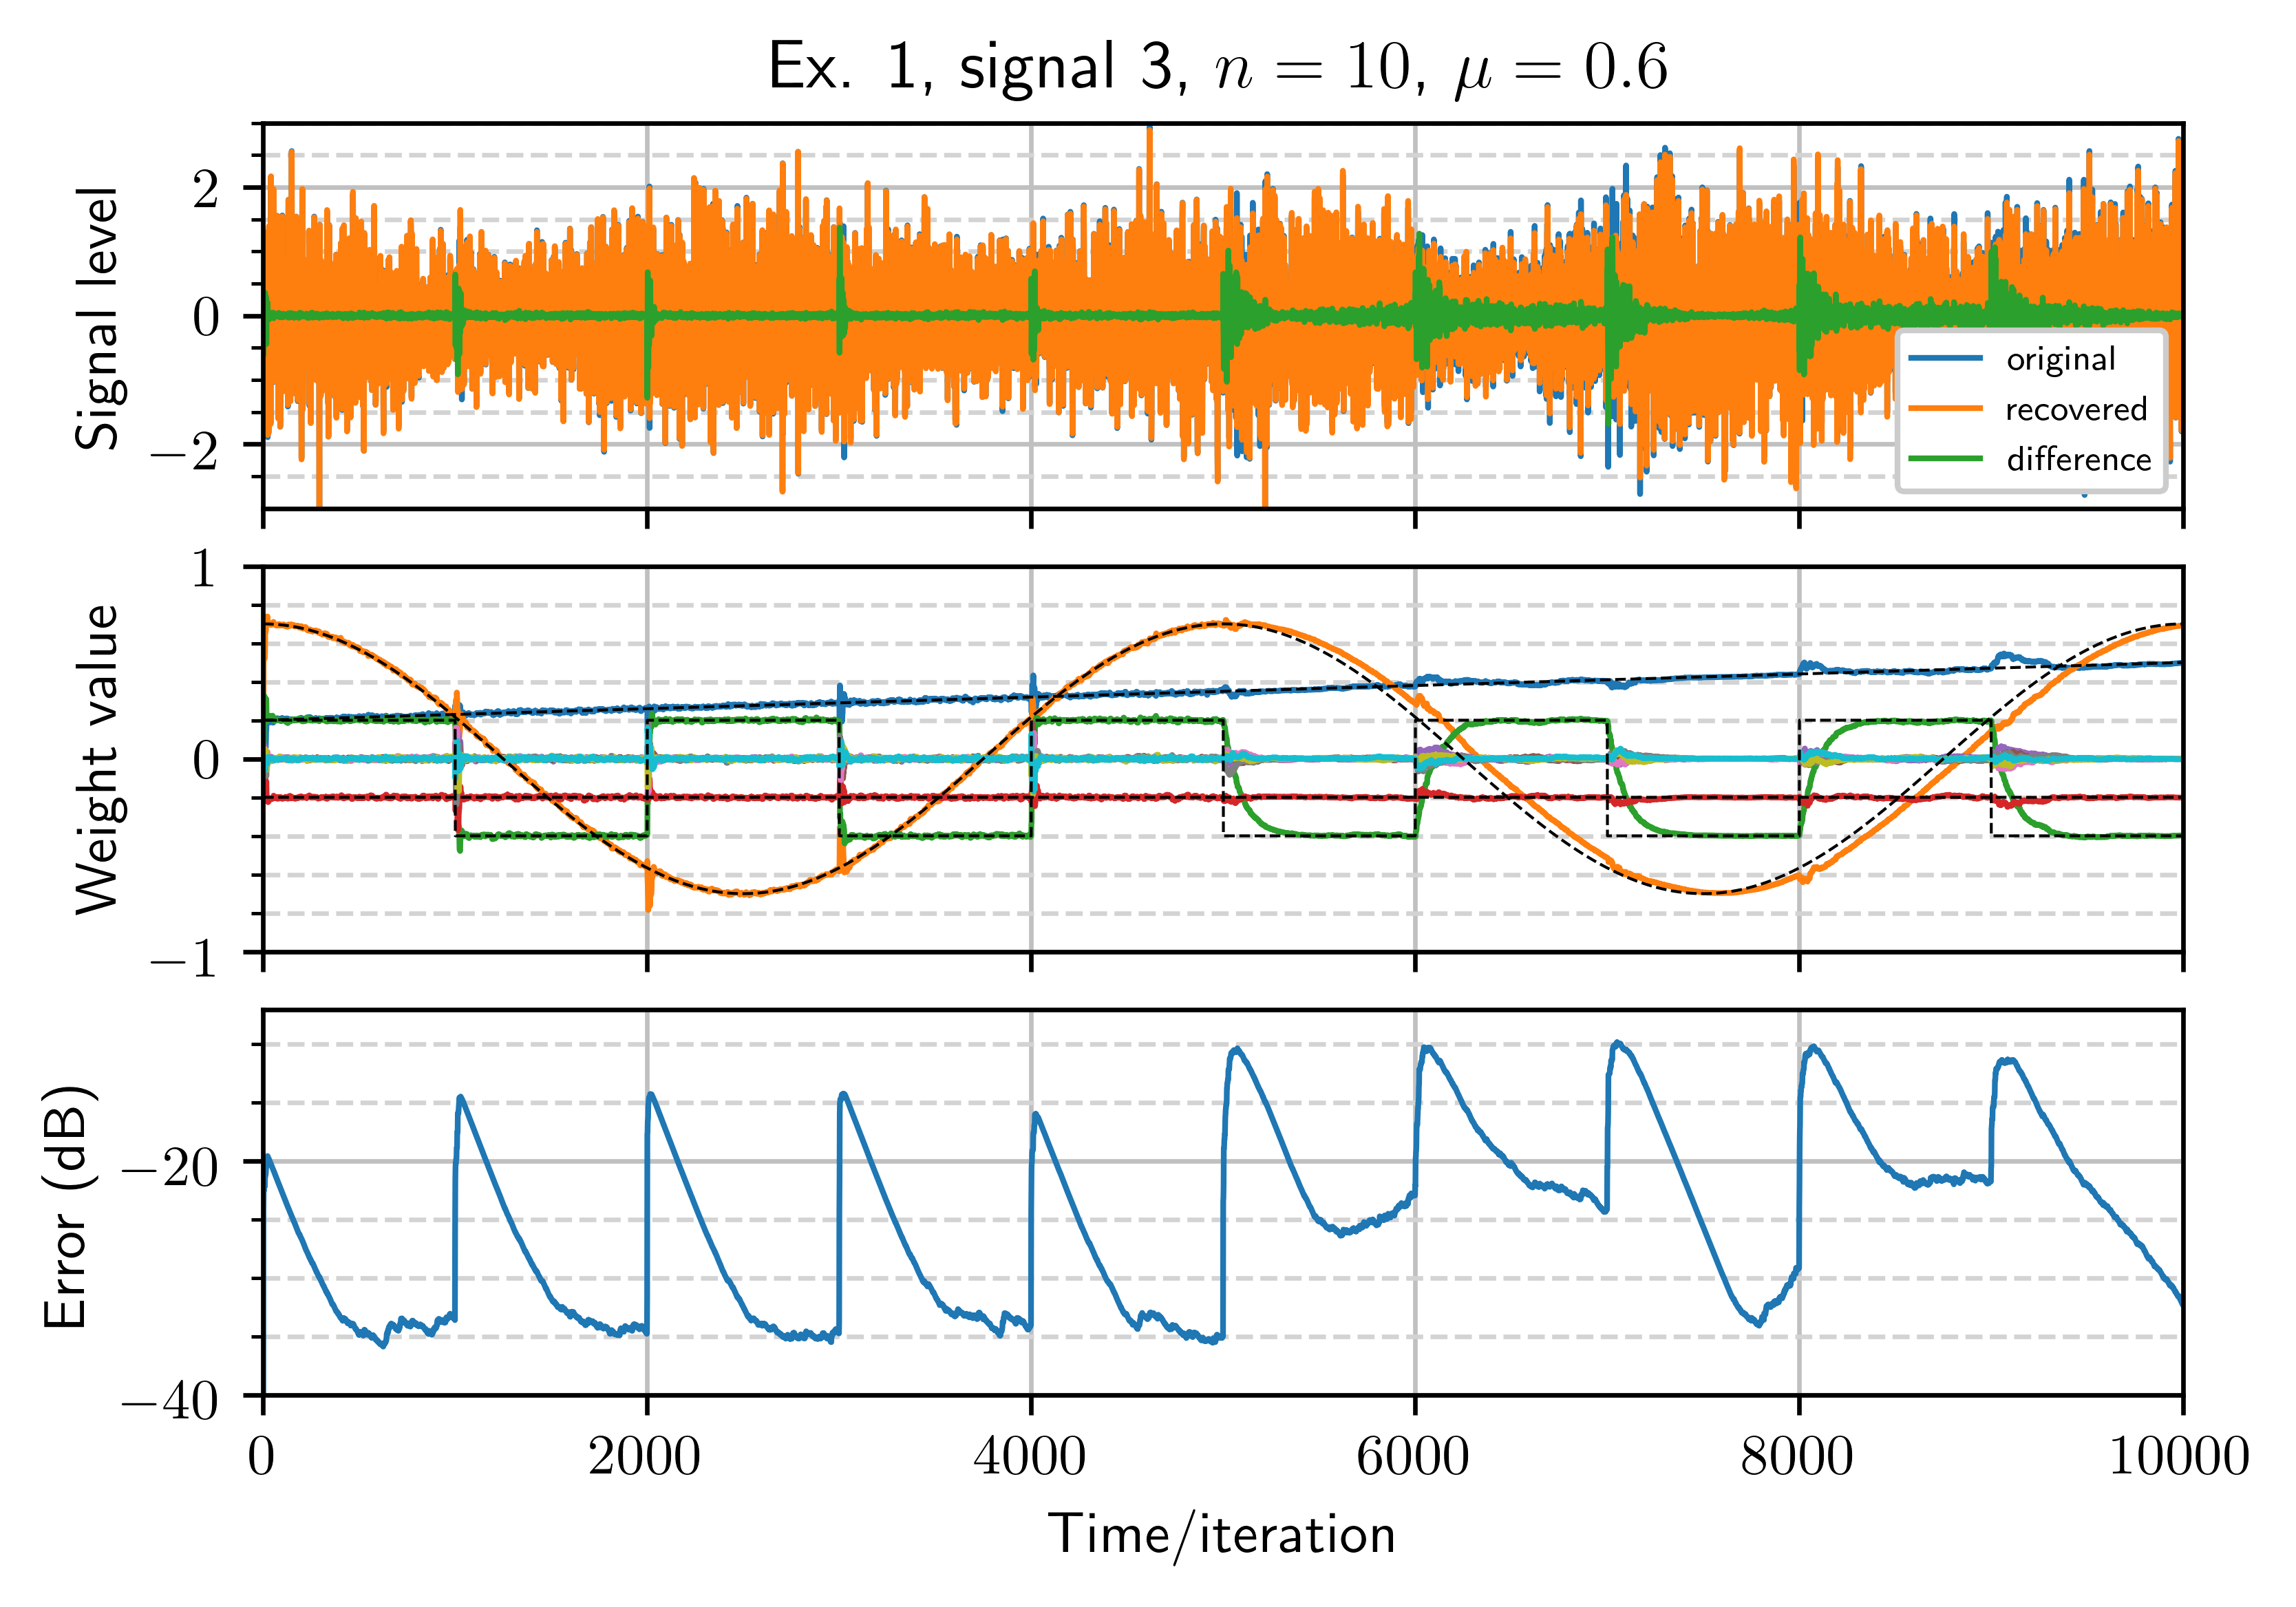 Ex. 1, signal 3, n = 10, μ = 0.6
Signal level
2
0
−2
original
recovered
difference
Weight value
1
0
−1
Error (dB)
−20
−40
0 2000 4000 6000 8000 10000
Time/iteration